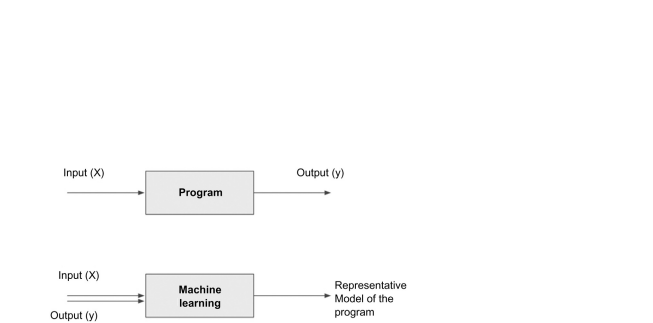 Input (X)
Output (y)
Program
Input (X)
Machine
learning
Output (y)
Representative
Model of the
program